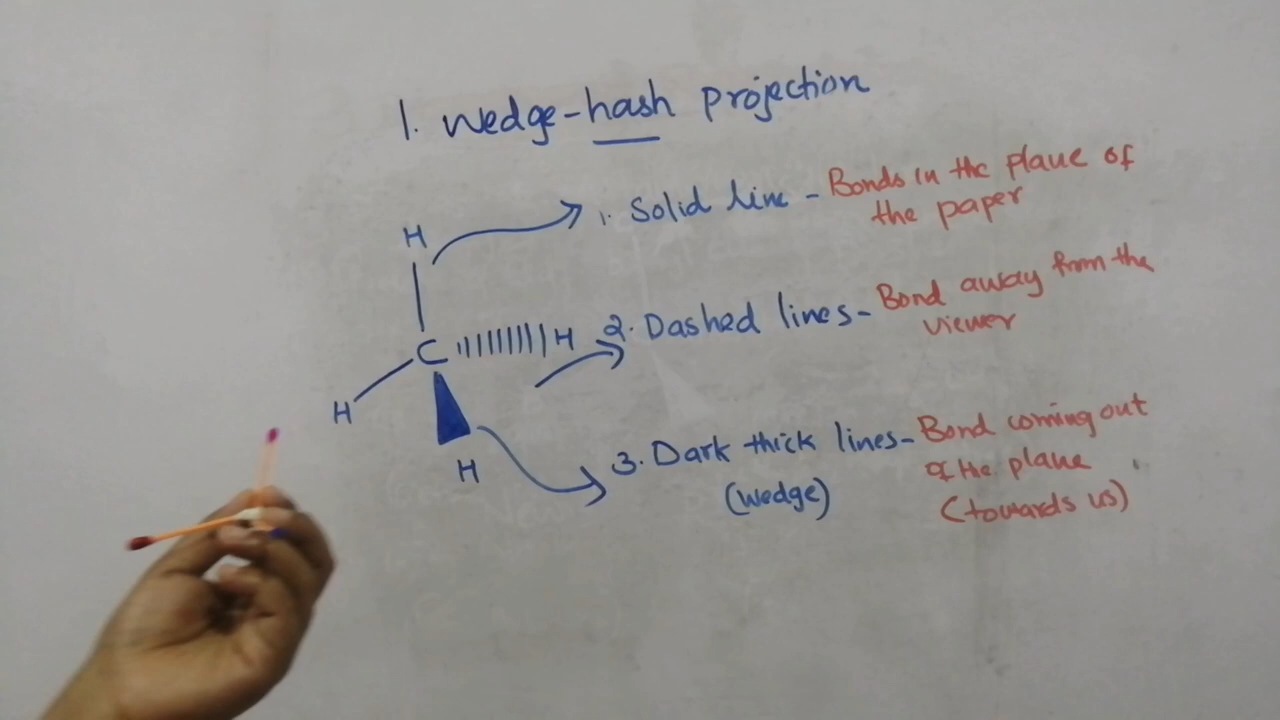 1. Wedge-hash projection
1. Solid line - Bonds in the plane of
the paper
H
C
H
H
H
2. Dashed lines - Bond away from the
viewer
3. Dark thick lines - Bond coming out
(wedge) of the plane
(towards us)